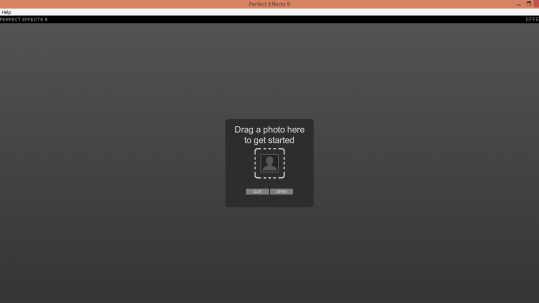 Perfect Effects 9
Help
PERFECT EFFECTS 9
EFFE
Drag a photo here
to get started
QUIT
OPEN